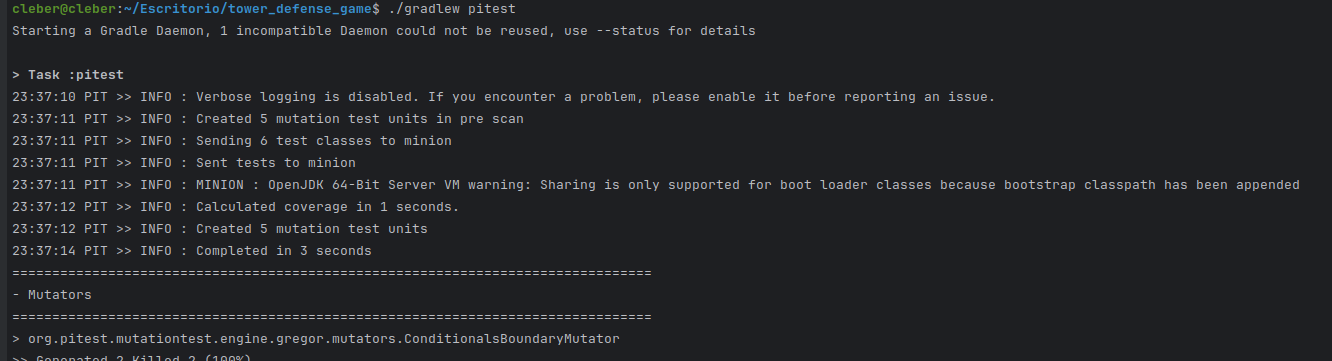 cleber@cleber:~/Escritorio/tower_defense_game$ ./gradlew pitest
Starting a Gradle Daemon, 1 incompatible Daemon could not be reused, use --status for details
> Task :pitest
23:37:10 PIT >> INFO : Verbose logging is disabled. If you encounter a problem, please enable it before reporting an issue.
23:37:11 PIT >> INFO : Created 5 mutation test units in pre scan
23:37:11 PIT >> INFO : Sending 6 test classes to minion
23:37:11 PIT >> INFO : Sent tests to minion
23:37:11 PIT >> INFO : MINION : OpenJDK 64-Bit Server VM warning: Sharing is only supported for boot loader classes because bootstrap classpath has been appended
23:37:12 PIT >> INFO : Calculated coverage in 1 seconds.
23:37:12 PIT >> INFO : Created 5 mutation test units
23:37:14 PIT >> INFO : Completed in 3 seconds
================================================================================
- Mutators
================================================================================
> org.pitest.mutationtest.engine.gregor.mutators.ConditionalsBoundaryMutator
>> Generated 2 Killed 2 (100%)